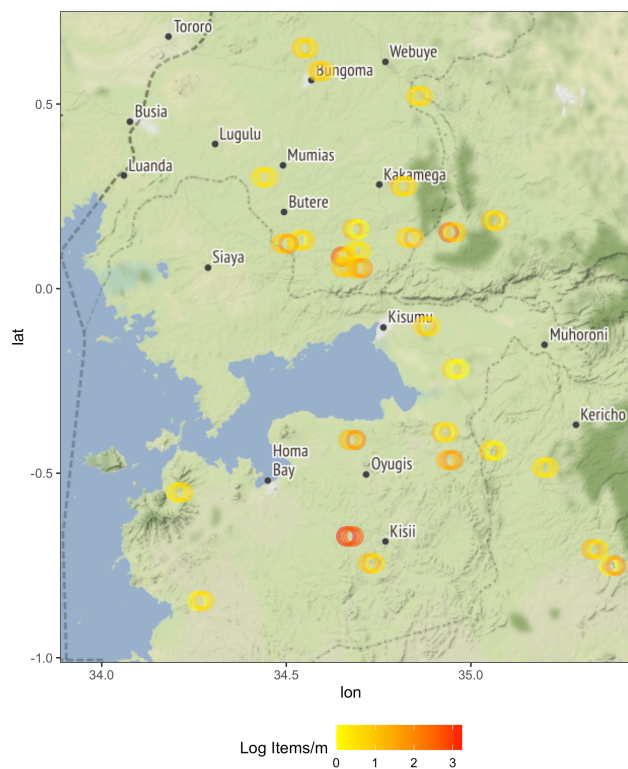 Tororo
Webuye
Bungoma
0.5
Busia
Lugulu
Mumias
Luanda
Kakamega
Butere
Siaya
0.0
Kisumu
Muhoroni
Kericho
Homa
Bay
Oyugis
-0.5
Kisii
-1.0
34.0 34.5 35.0
lat
lon
Log Items/m
0 1 2 3